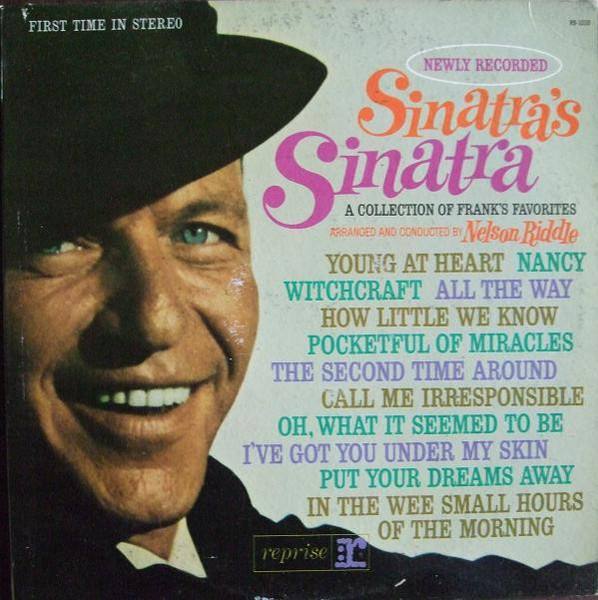 FIRST TIME IN STEREO
R9-1010
NEWLY RECORDED
Sinatra's
Sinatra
A COLLECTION OF FRANK'S FAVORITES
ARRANGED AND CONDUCTED BY Nelson Riddle
YOUNG AT HEART NANCY
WITCHCRAFT ALL THE WAY
HOW LITTLE WE KNOW
POCKETFUL OF MIRACLES
THE SECOND TIME AROUND
CALL ME IRRESPONSIBLE
OH, WHAT IT SEEMED TO BE
I'VE GOT YOU UNDER MY SKIN
PUT YOUR DREAMS AWAY
IN THE WEE SMALL HOURS
OF THE MORNING
reprise r